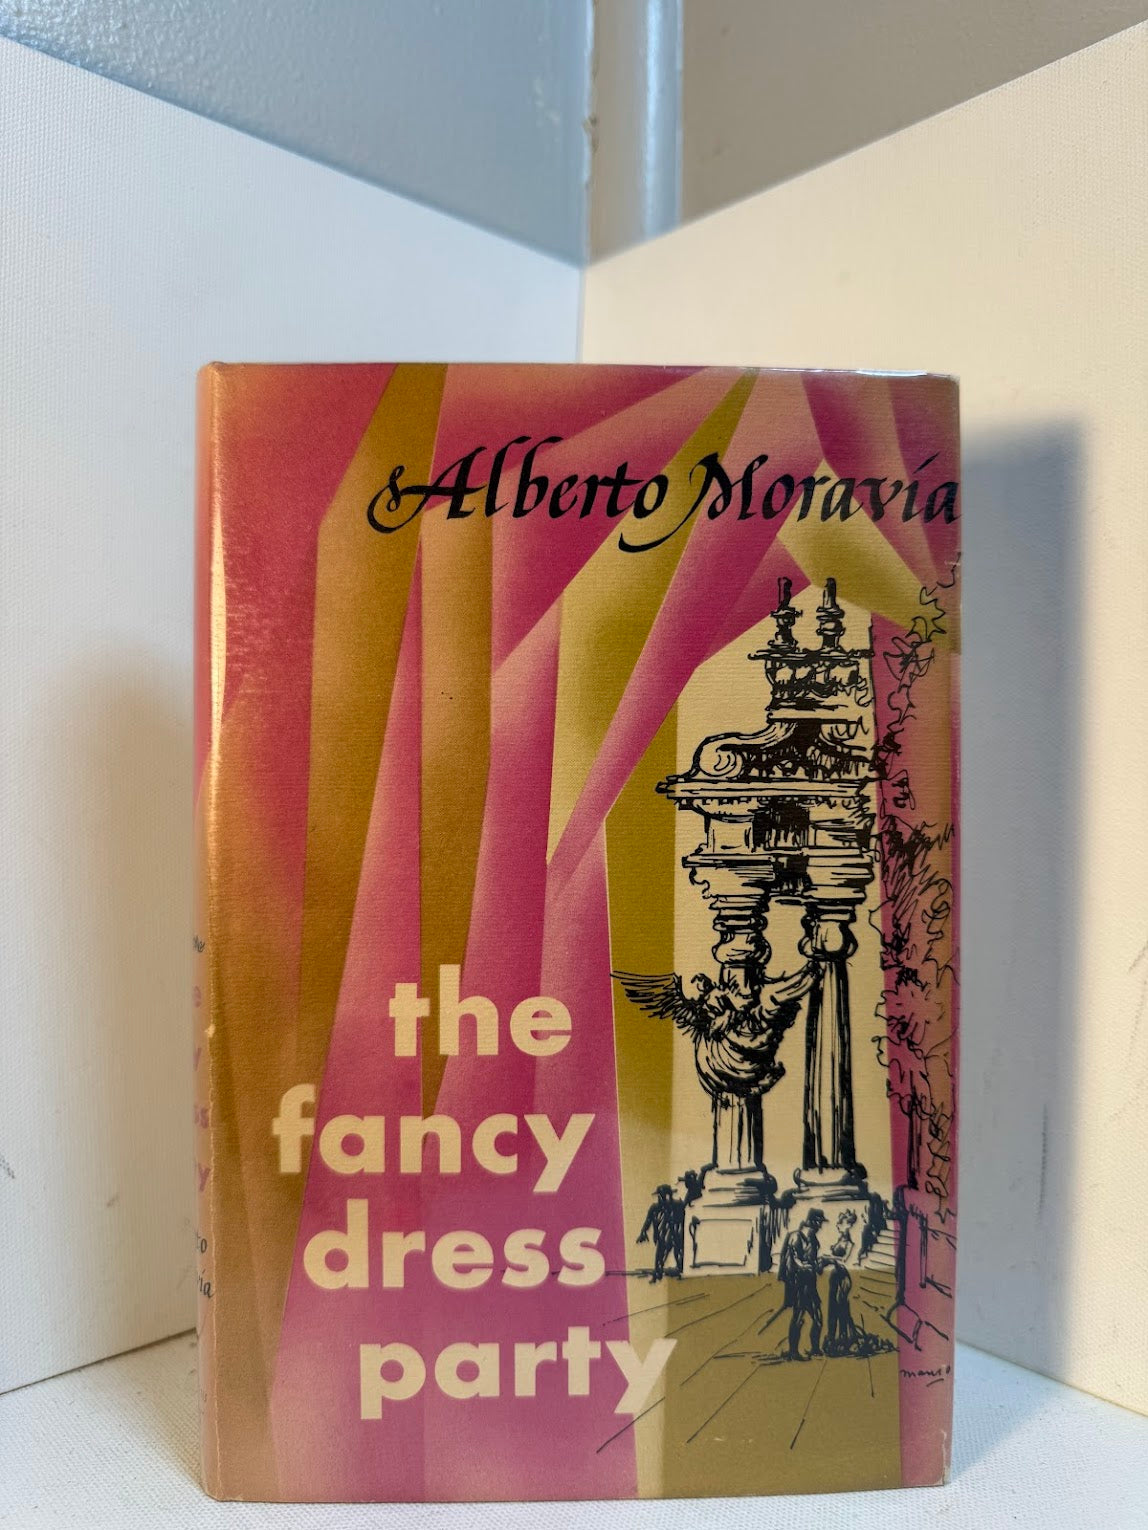 Alberto Moravia
the
fancy
dress
party